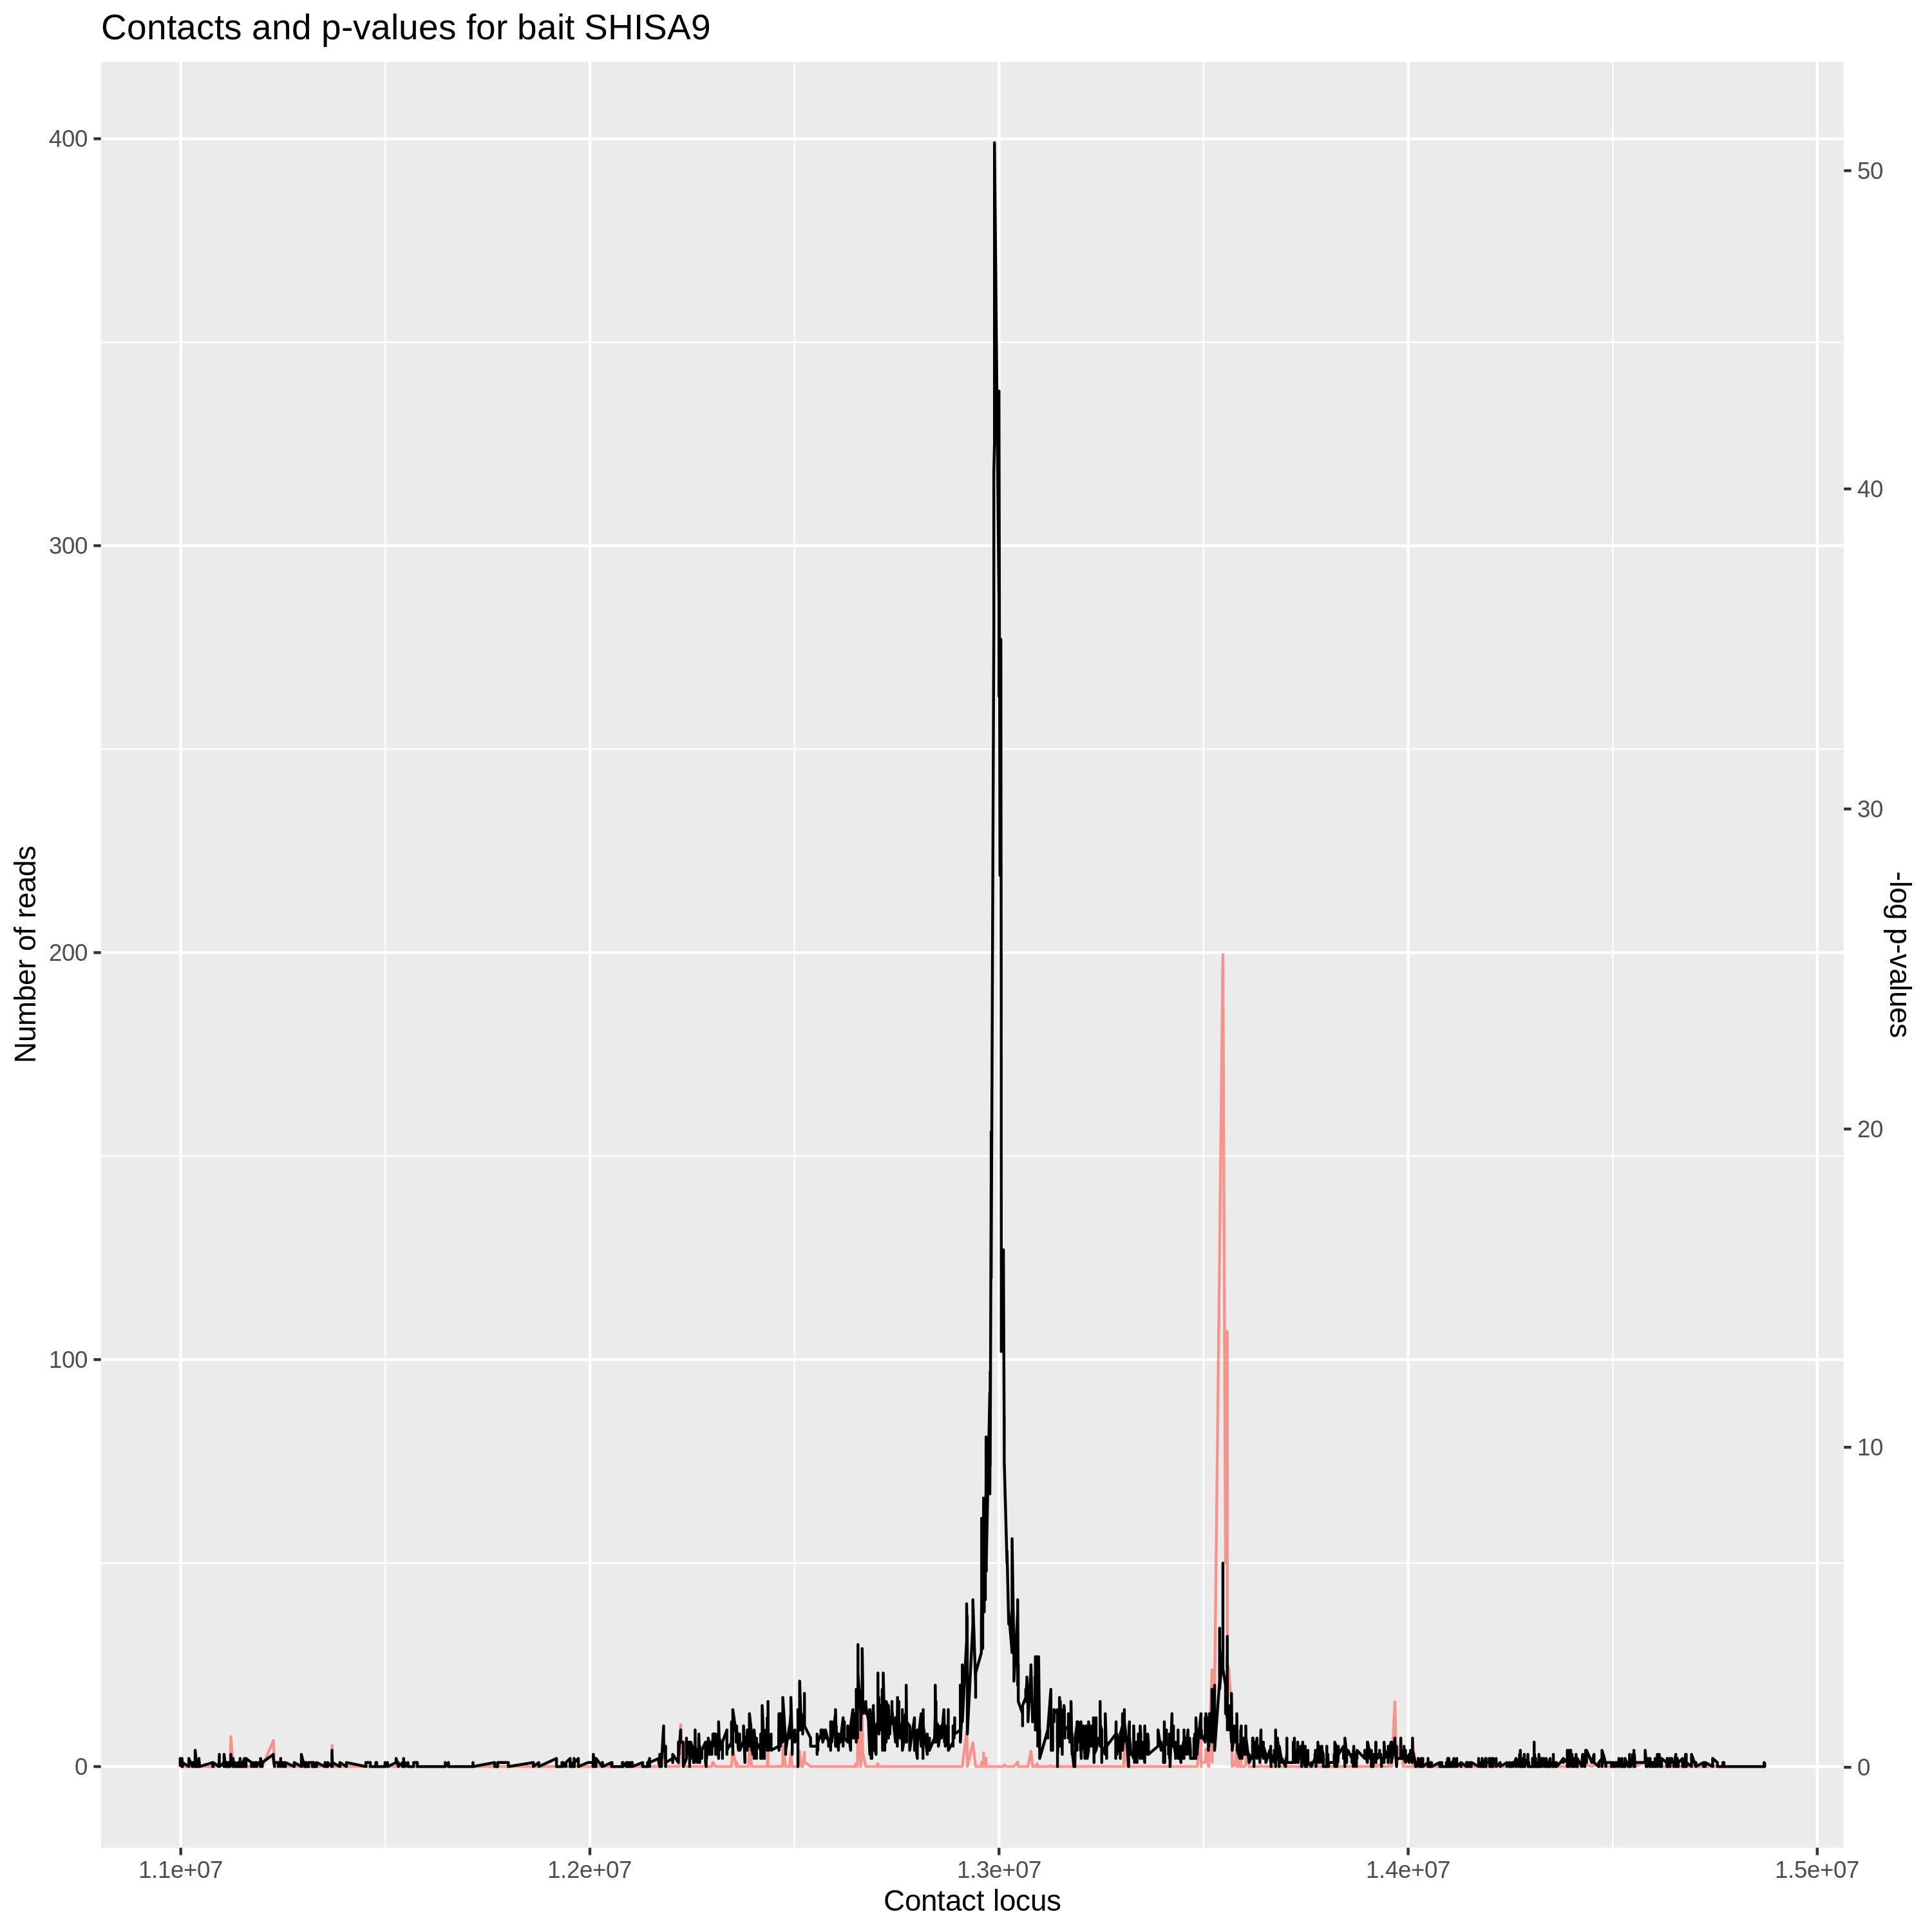 Contacts and p-values for bait SHISA9
400
300
200
100
0
Number of reads
50
40
30
20
10
0
-log p-values
1.1e+07
1.2e+07
1.3e+07
1.4e+07
1.5e+07
Contact locus